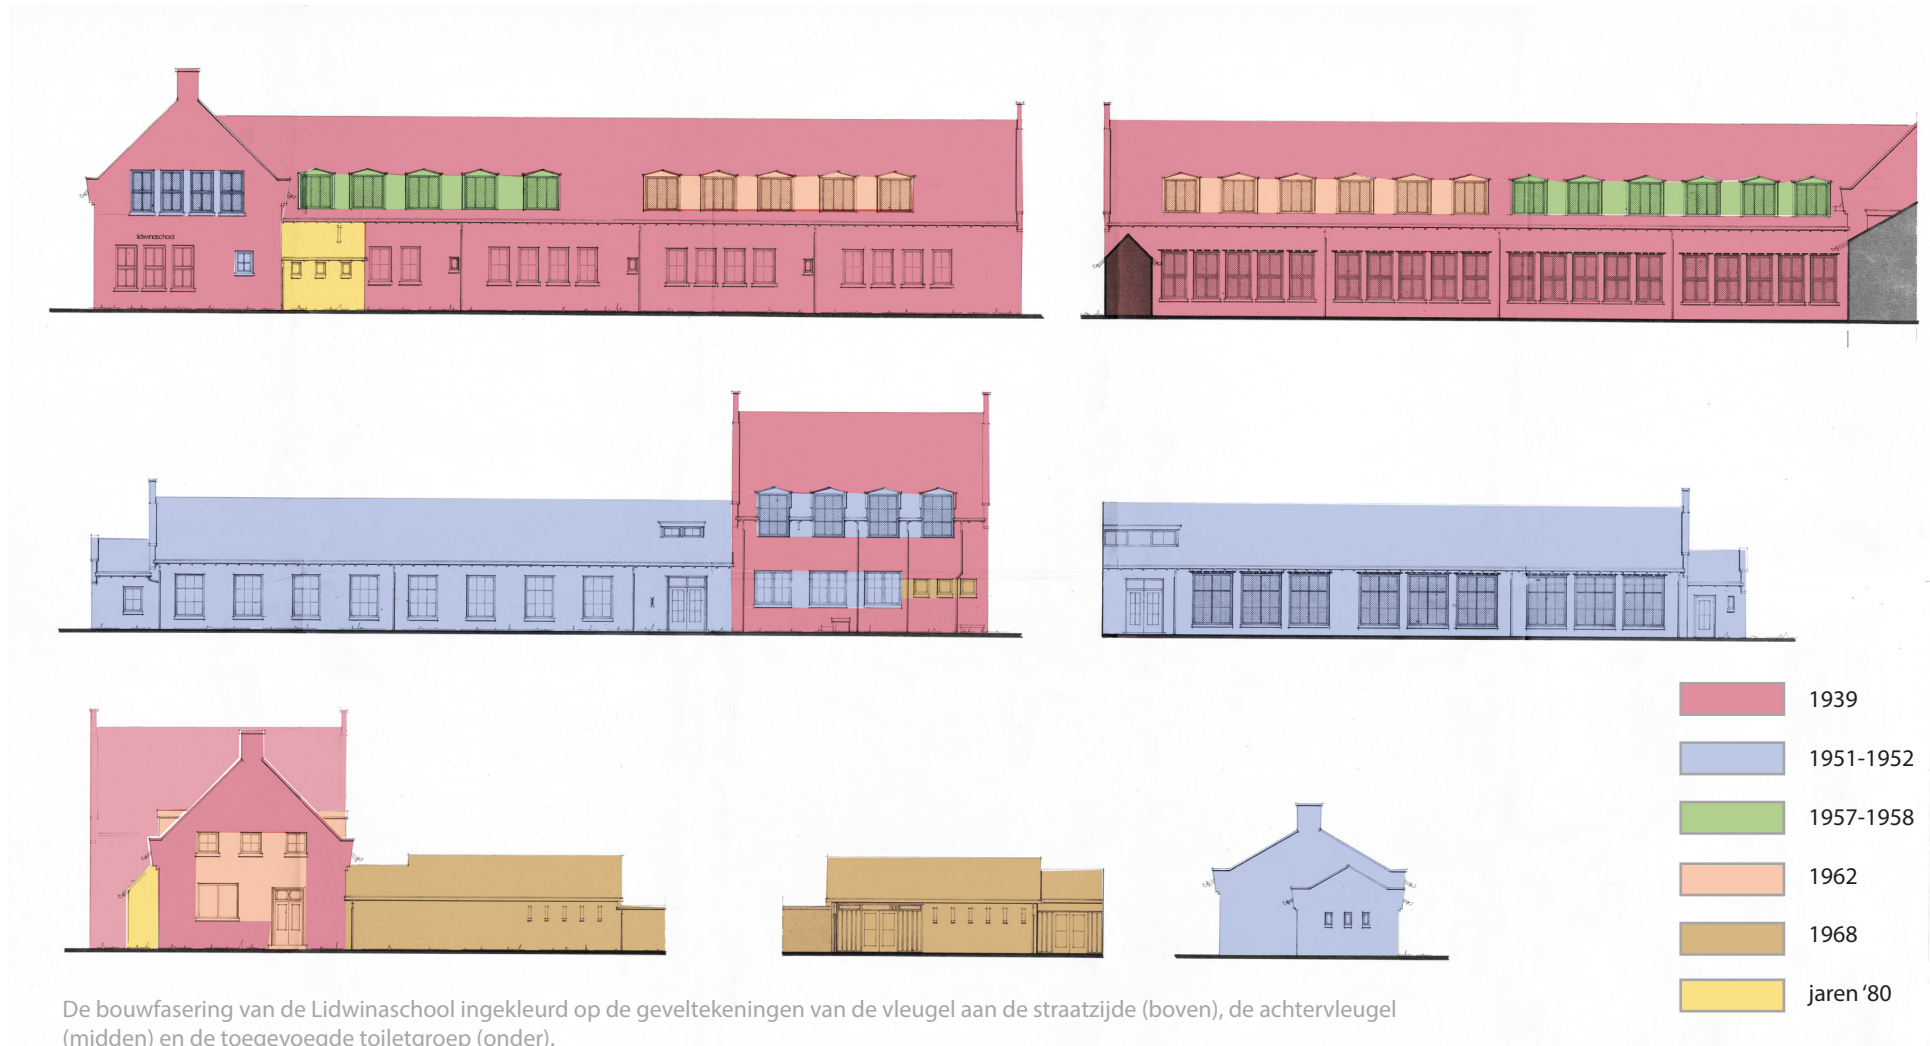 lidwinaschool
1939
1951-1952
1957-1958
1962
1968
jaren ‘80
De bouwfasering van de Lidwinaschool ingekleurd op de geveltekeningen van de vleugel aan de straatzijde (boven), de achtervleugel
(midden) en de toegevoegde toiletgroep (onder).